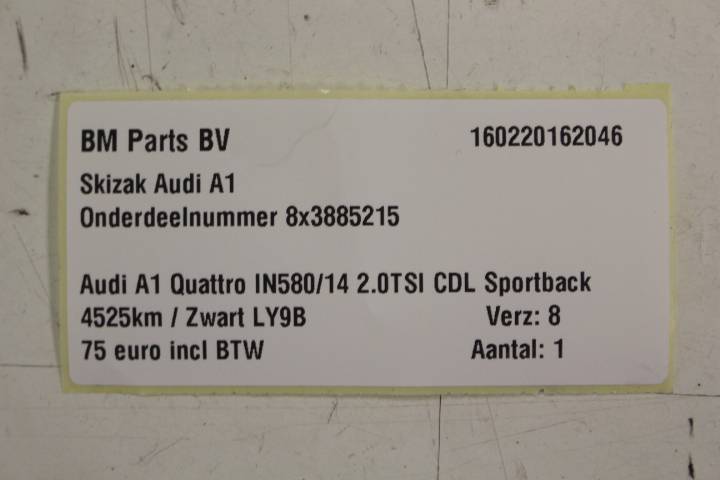 BM Parts BV 160220162046
Skizak Audi A1
Onderdeelnummer 8x3885215
Audi A1 Quattro IN580/14 2.0TSI CDL Sportback
4525km / Zwart LY9B Verz: 8
75 euro incl BTW Aantal: 1